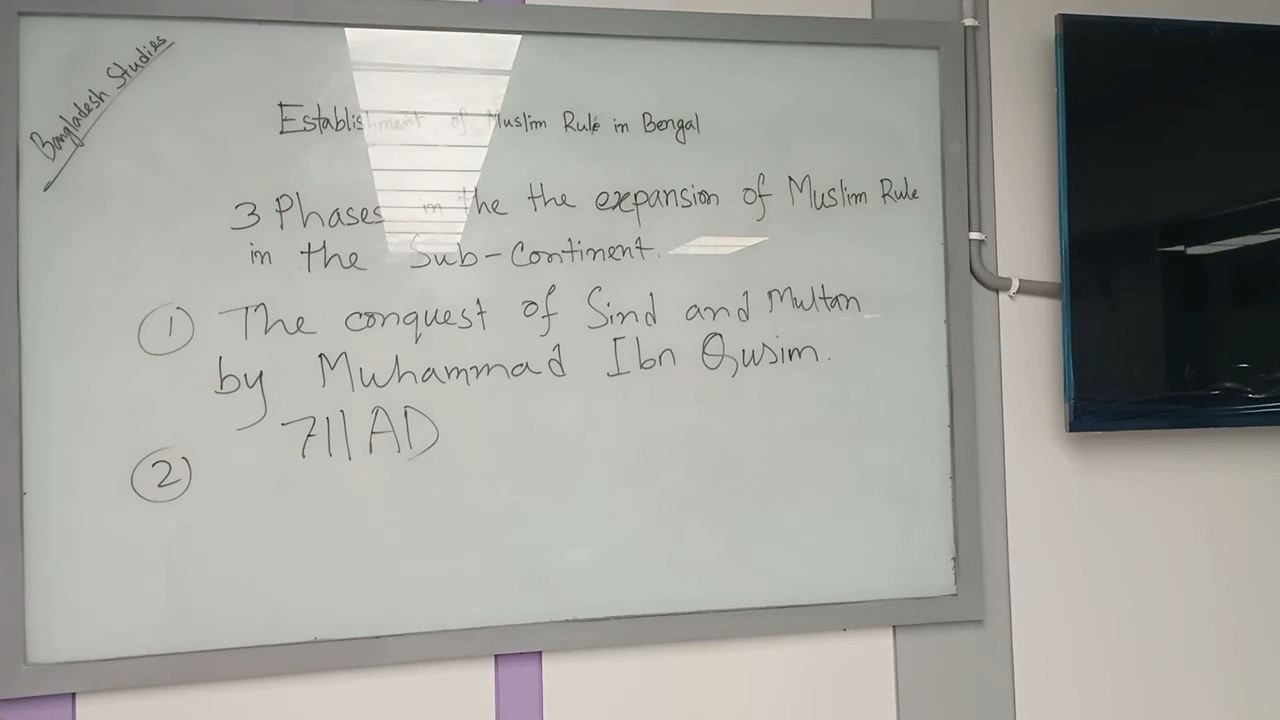 Bangladesh Studies
Establishment of Muslim Rule in Bengal
3 Phases in the the expansion of Muslim Rule
in the Sub-Continent.
1 The conquest of Sind and Multan
by Muhammad Ibn Qusim.
711 AD
2